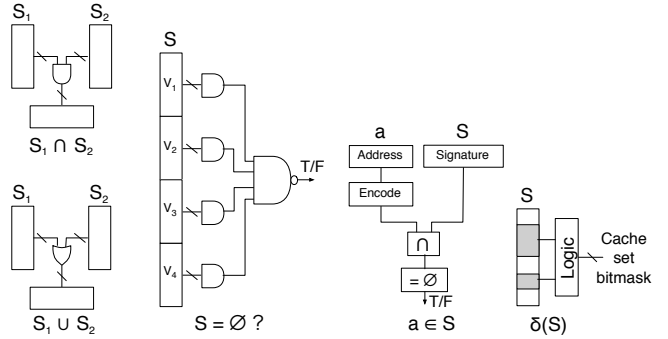 S₁ S₂
S₁ ∩ S₂
S₁ S₂
S₁ ∪ S₂
S
V₁
V₂
V₃
V₄
T/F
S = Ø ?
a S
Address Signature
Encode
∩
= Ø
T/F
a ∈ S
S
Logic
Cache
set
bitmask
δ(S)